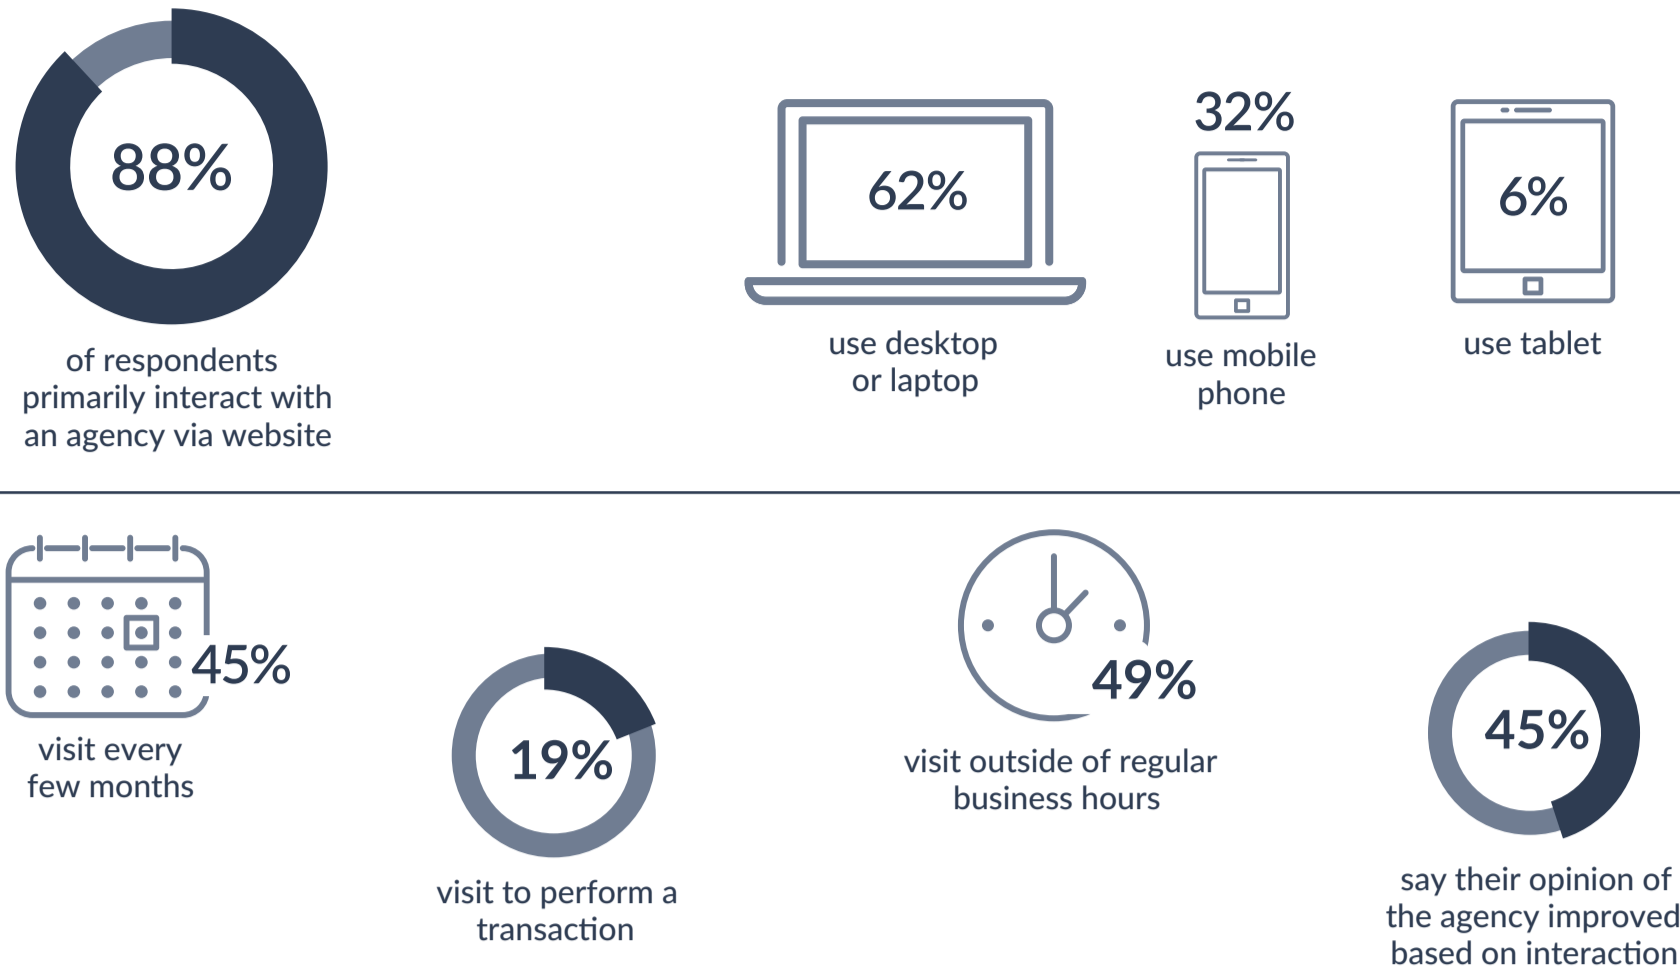 88%
of respondents
primarily interact with
an agency via website
62%
use desktop
or laptop
32%
use mobile
phone
6%
use tablet
45%
visit every
few months
19%
visit to perform a
transaction
49%
visit outside of regular
business hours
45%
say their opinion of
the agency improved
based on interaction